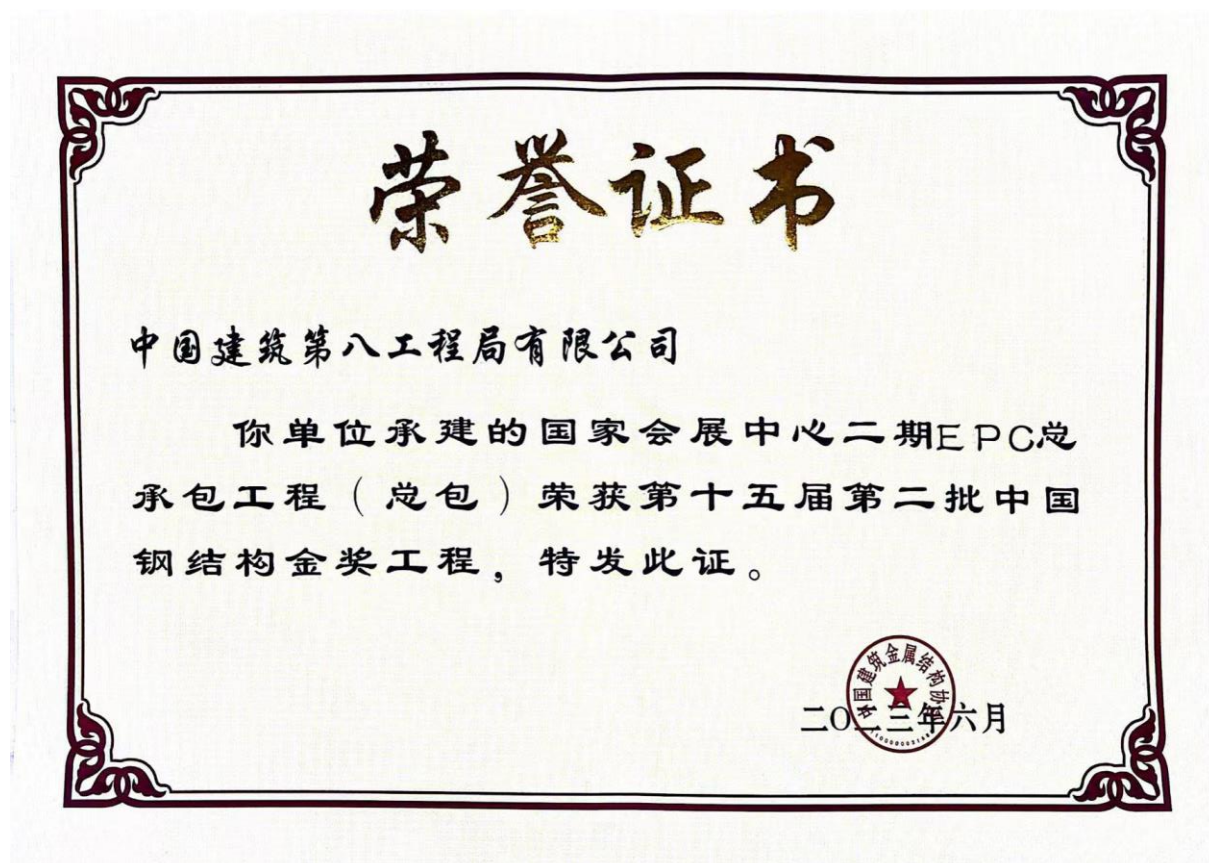 荣誉证书
中国建筑第八工程局有限公司
你单位承建的国家会展中心二期EPC总
承包工程(总包)荣获第十五届第二批中国
钢结构金奖工程,特发此证。
中国建筑金属结构协会
二〇二三年六月